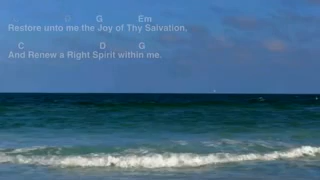 D G Em
Restore unto me the Joy of Thy Salvation,
C D G
And Renew a Right Spirit within me.